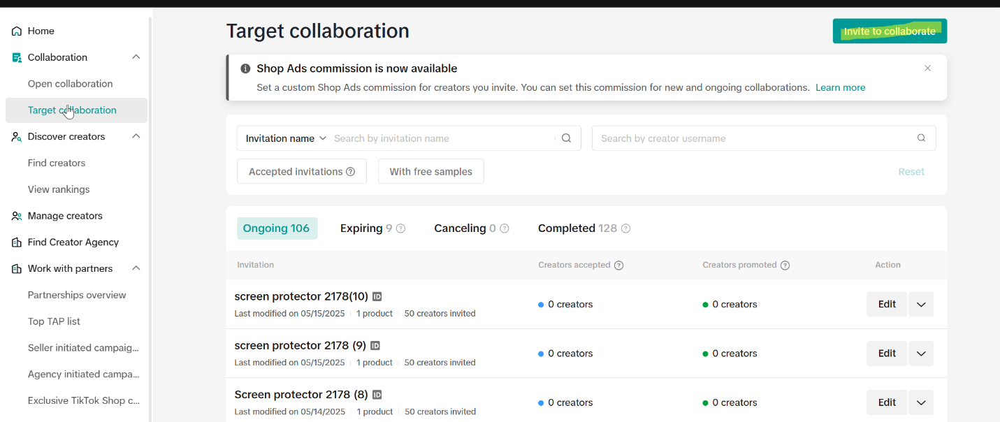 Home
Collaboration
Open collaboration
Target collaboration
Discover creators
Find creators
View rankings
Manage creators
Find Creator Agency
Work with partners
Partnerships overview
Top TAP list
Seller initiated campaig...
Agency initiated campa...
Exclusive TikTok Shop c...
Target collaboration
Invite to collaborate
Shop Ads commission is now available
Set a custom Shop Ads commission for creators you invite. You can set this commission for new and ongoing collaborations. Learn more
Invitation name Search by invitation name
Search by creator username
Accepted invitations
With free samples
Reset
Ongoing 106 Expiring 9 Canceling 0 Completed 128
Invitation Creators accepted Creators promoted Action
screen protector 2178(10) ID
Last modified on 05/15/2025 1 product 50 creators invited
0 creators 0 creators Edit
screen protector 2178 (9) ID
Last modified on 05/15/2025 1 product 50 creators invited
0 creators 0 creators Edit
Screen protector 2178 (8) ID
Last modified on 05/14/2025 1 product 50 creators invited
0 creators 0 creators Edit